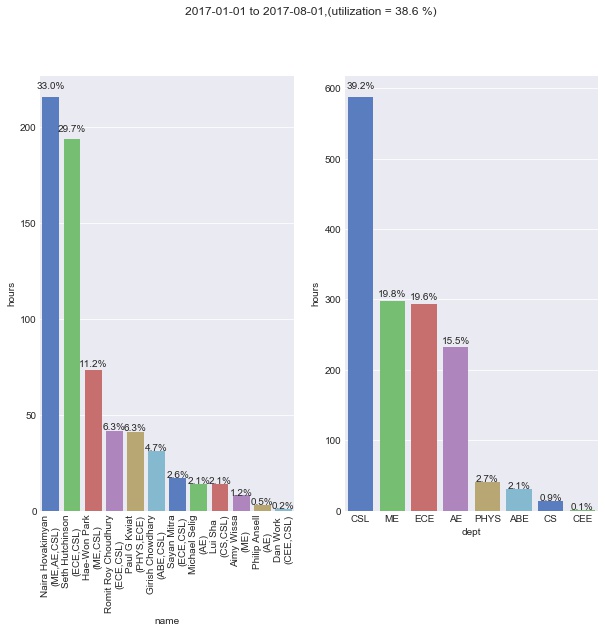 2017-01-01 to 2017-08-01,(utilization = 38.6 %)
33.0%
29.7%
11.2%
6.3%
6.3%
4.7%
2.6%
2.1%
2.1%
1.2%
0.5%
0.2%
200
150
100
50
0
hours
Naira Hovakimyan
(ME,AE,CSL)
Seth Hutchinson
(ECE,CSL)
Hae-Won Park
(ME,CSL)
Romit Roy Choudhury
(ECE,CSL)
Paul G Kwiat
(PHYS,ECE)
Girish Chowdhary
(ABE,CSL)
Sayan Mitra
(ECE,CSL)
Michael Selig
(AE)
Lui Sha
(CS,CSL)
Aimy Wissa
(ME)
Philip Ansell
(AE)
Dan Work
(CEE,CSL)
name
39.2%
19.8%
19.6%
15.5%
2.7%
2.1%
0.9%
0.1%
600
500
400
300
200
100
0
hours
CSL
ME
ECE
AE
PHYS
ABE
CS
CEE
dept